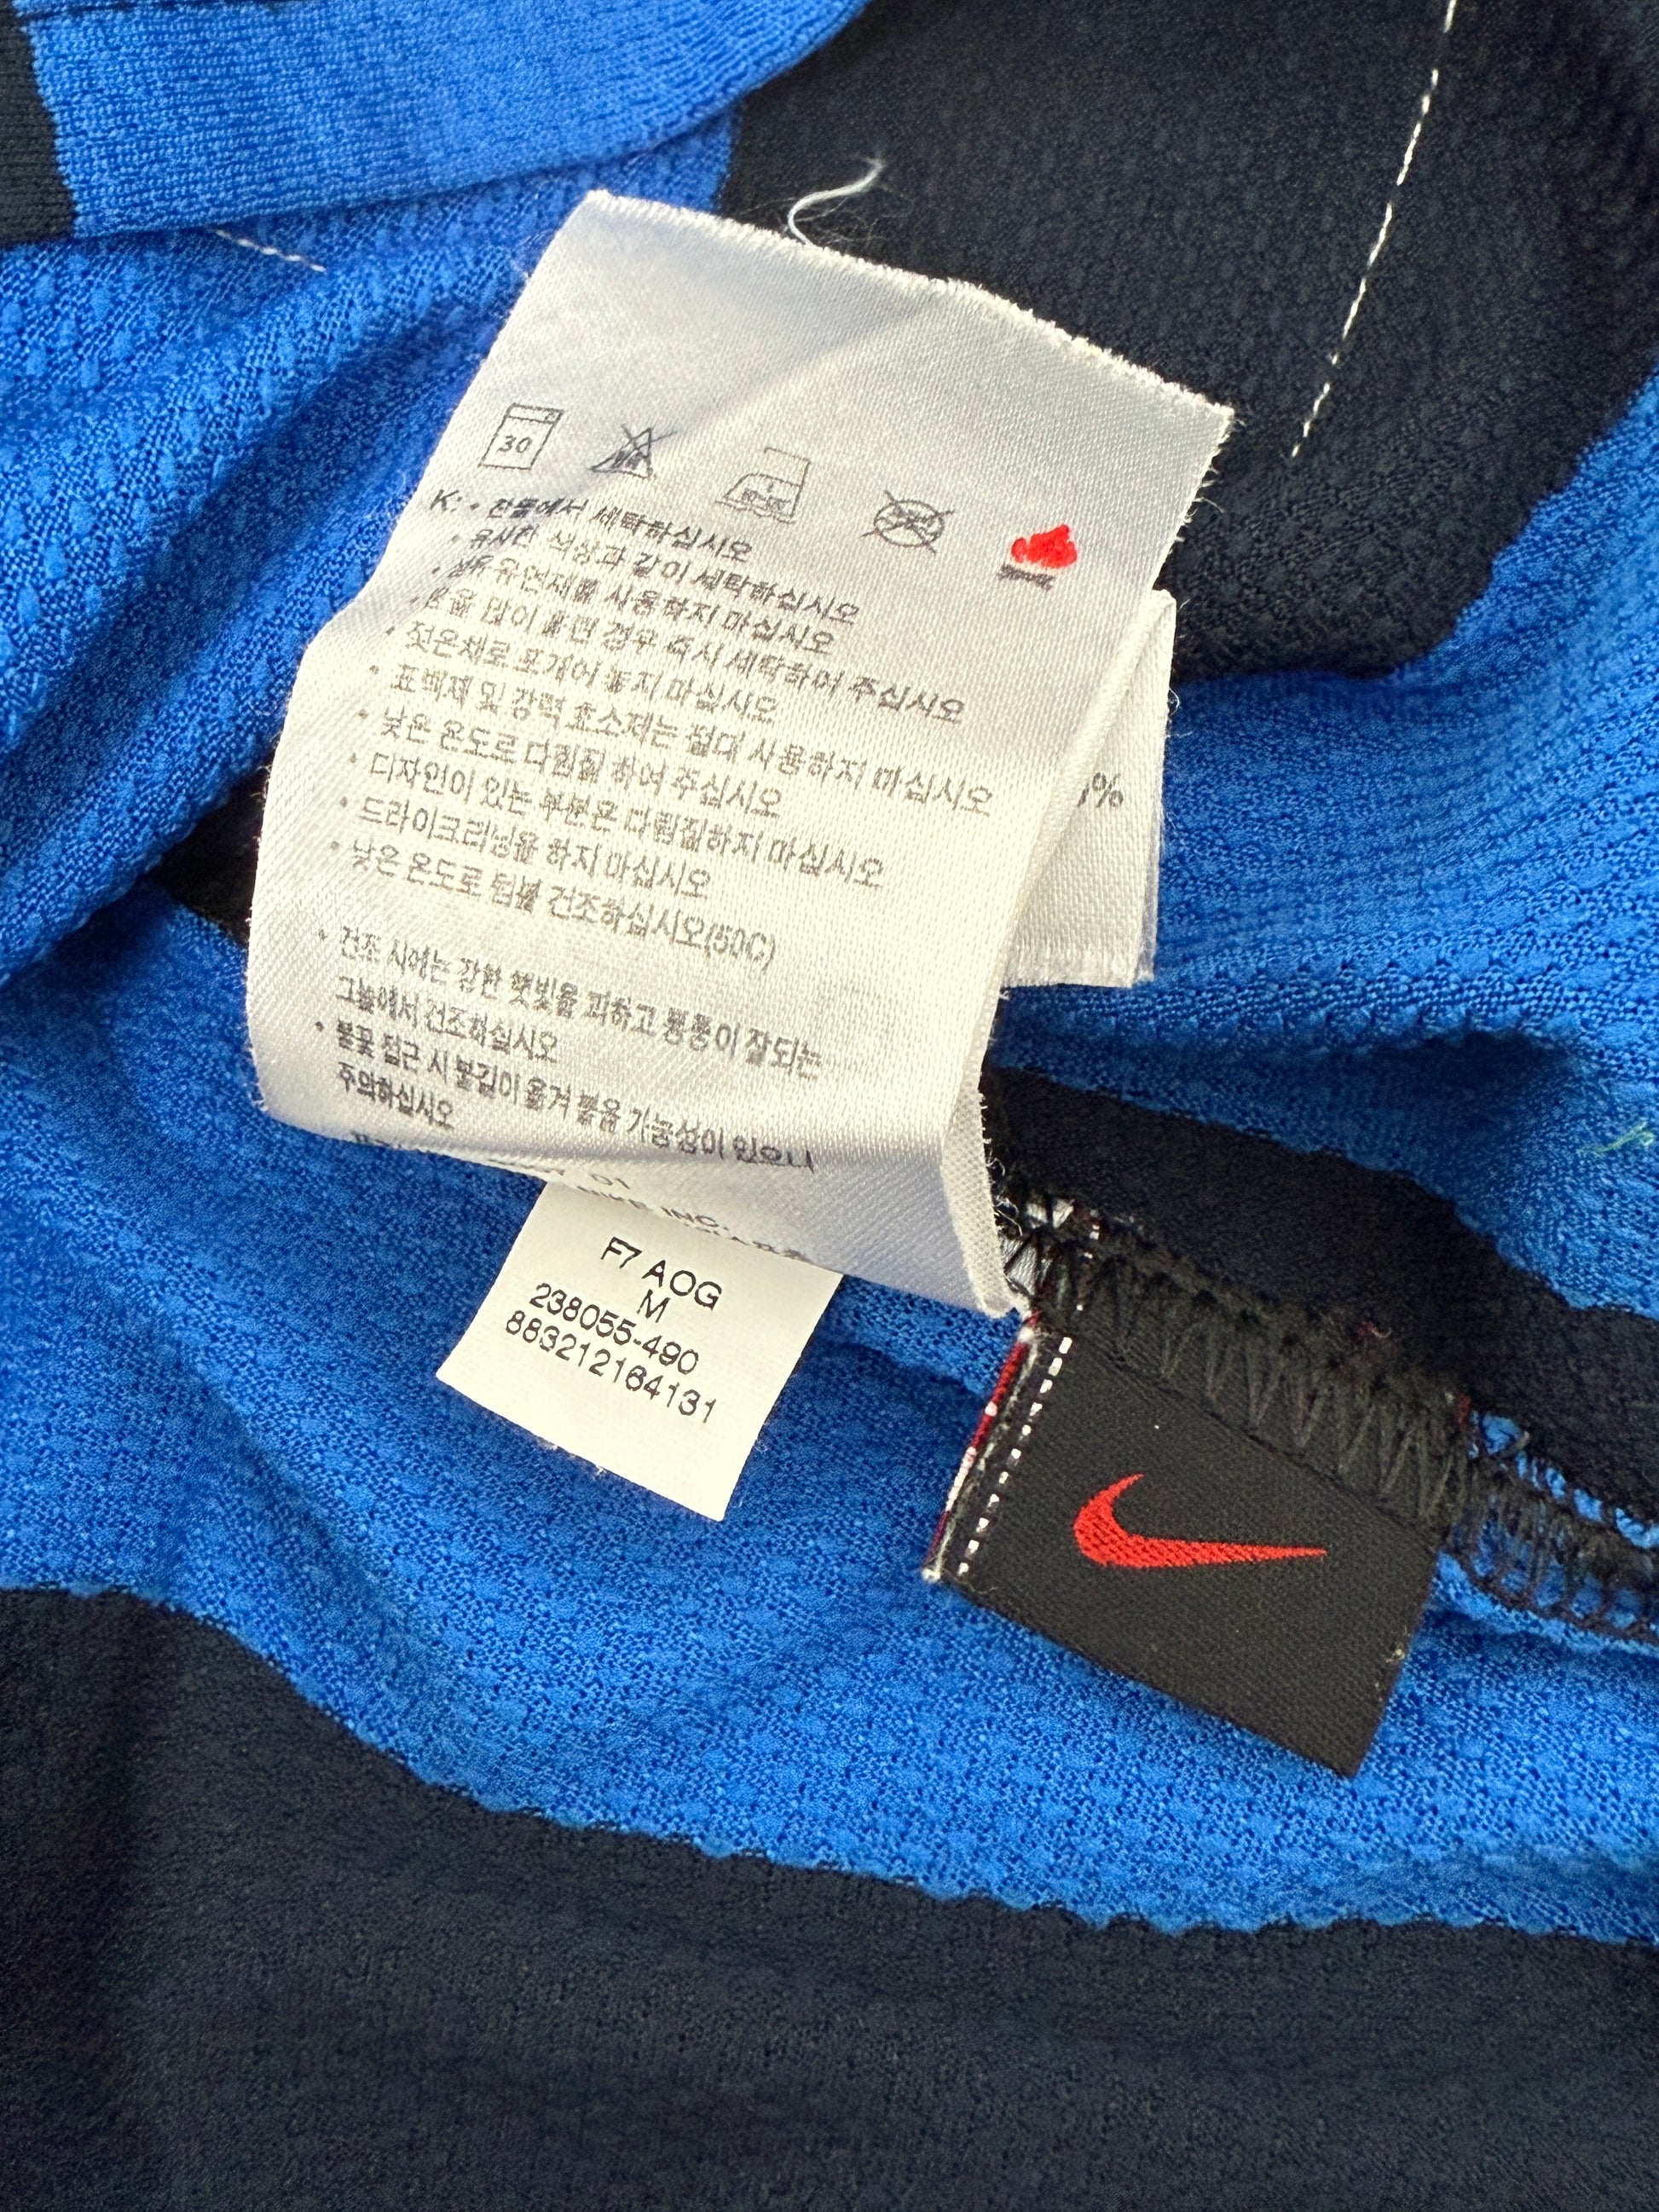 30
K: • 찬물에서 세탁하십시오
• 유사한 색상과 같이 세탁하십시오
• 섬유유연제를 사용하지 마십시오
• 땀을 많이 흘린 경우 즉시 세탁하여 주십시오
• 젖은채로 포개어 놓지 마십시오
• 표백제 및 강력 효소제는 절대 사용하지 마십시오
• 낮은 온도로 다림질 하여 주십시오
• 디자인이 있는 부분은 다림질하지 마십시오
• 드라이크리닝을 하지 마십시오
• 낮은 온도로 텀블 건조하십시오(50C)
• 건조 시에는 강한 햇빛을 피하고 통풍이 잘되는
그늘에서 건조하십시오
• 불꽃 접근 시 불길이 옮겨 붙을 가능성이 있으니
주의하십시오
%
01
NIKE INC.
F7 AOG
M
238055-490
883212164131